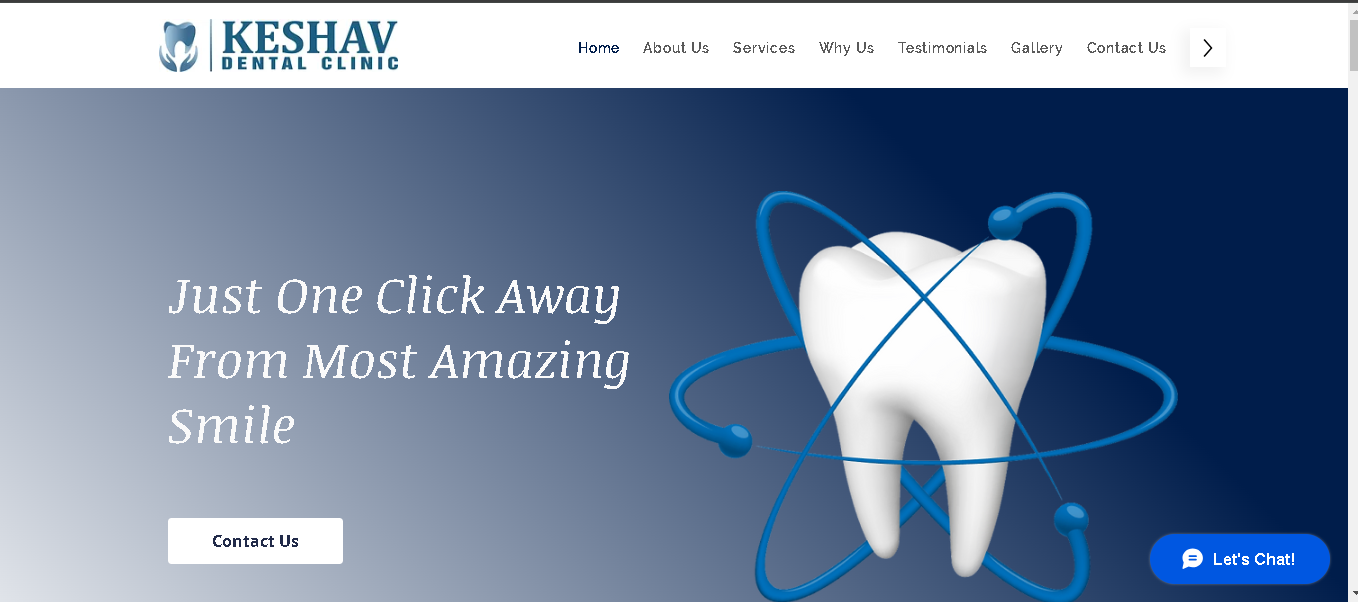 KESHAV
DENTAL CLINIC
Home About Us Services Why Us Testimonials Gallery Contact Us
Just One Click Away
From Most Amazing
Smile
Contact Us
Let's Chat!